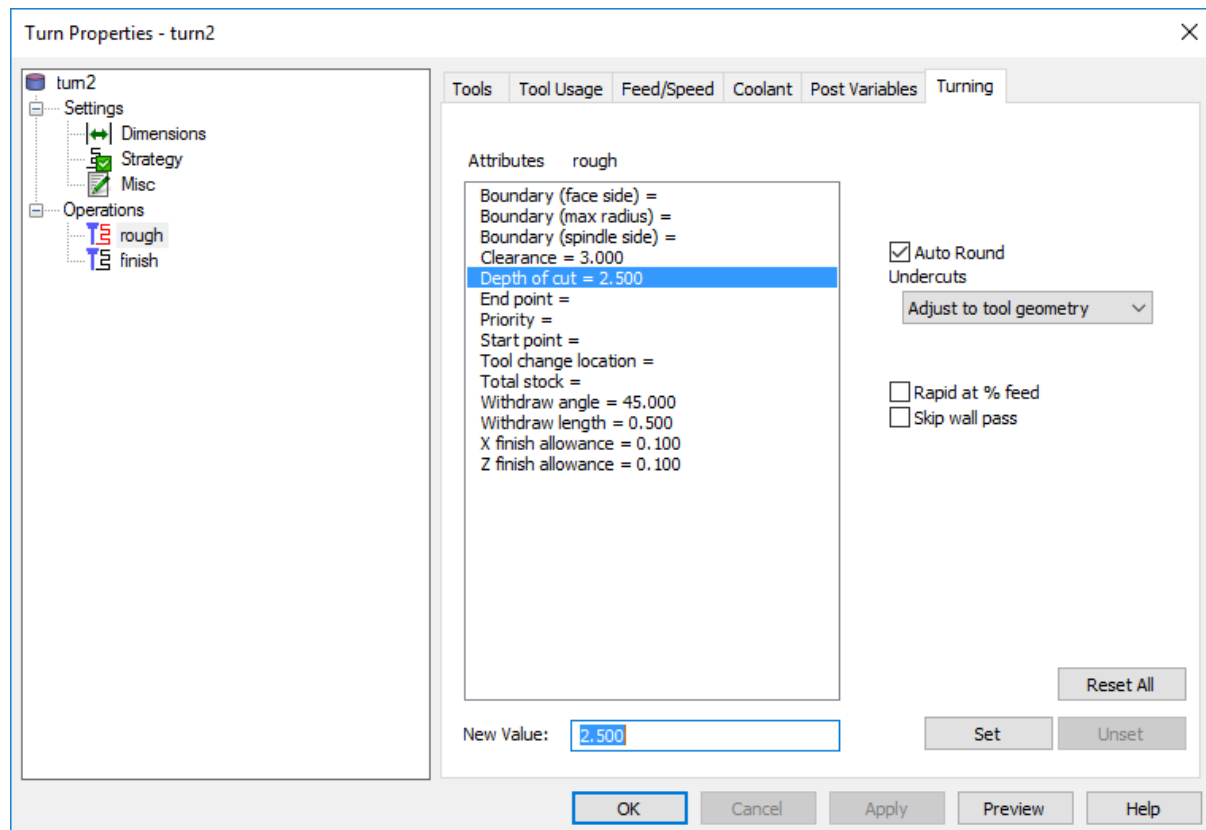 Turn Properties - turn2
turn2
Settings
Dimensions
Strategy
Misc
Operations
rough
finish
Tools Tool Usage Feed/Speed Coolant Post Variables Turning
Attributes rough
Boundary (face side) =
Boundary (max radius) =
Boundary (spindle side) =
Clearance = 3.000
Depth of cut = 2.500
End point =
Priority =
Start point =
Tool change location =
Total stock =
Withdraw angle = 45.000
Withdraw length = 0.500
X finish allowance = 0.100
Z finish allowance = 0.100
Auto Round
Undercuts
Adjust to tool geometry
Rapid at % feed
Skip wall pass
Reset All
New Value: 2.500 Set Unset
OK Cancel Apply Preview Help